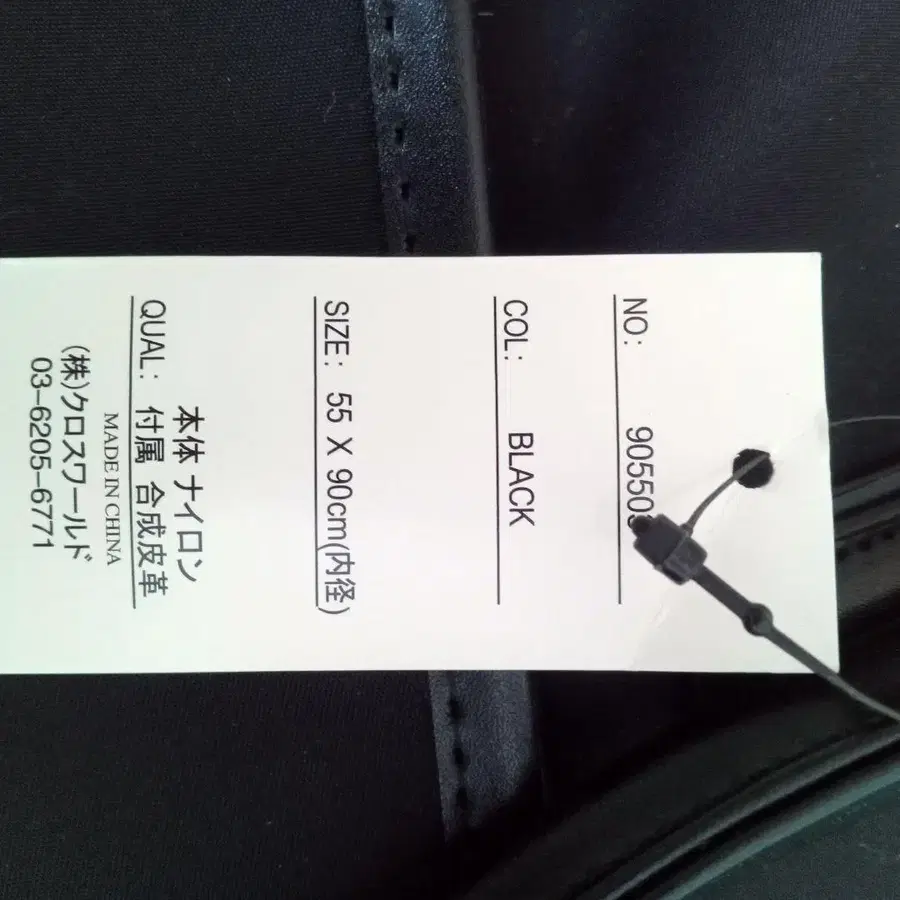 NO: 90550
COL: BLACK
SIZE: 55 X 90cm(内径)
本体 ナイロン
QUAL: 付属 合成皮革
MADE IN CHINA
(株)クロスワールド
03-6205-6771